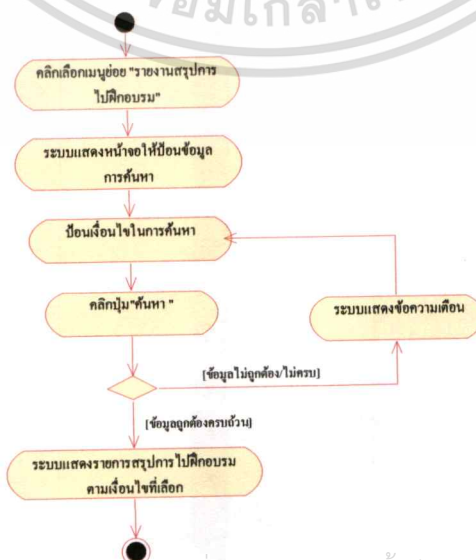 คลิกเลือกเมนูย่อย "รายงานสรุปการ
ไปฝึกอบรม"
ระบบแสดงหน้าจอให้ป้อนข้อมูล
การค้นหา
ป้อนเงื่อนไขในการค้นหา
คลิกปุ่ม"ค้นหา "
ระบบแสดงข้อความเตือน
[ข้อมูลไม่ถูกต้อง/ไม่ครบ]
[ข้อมูลถูกต้องครบถ้วน]
ระบบแสดงรายการสรุปการไปฝึกอบรม
ตามเงื่อนไขที่เลือก